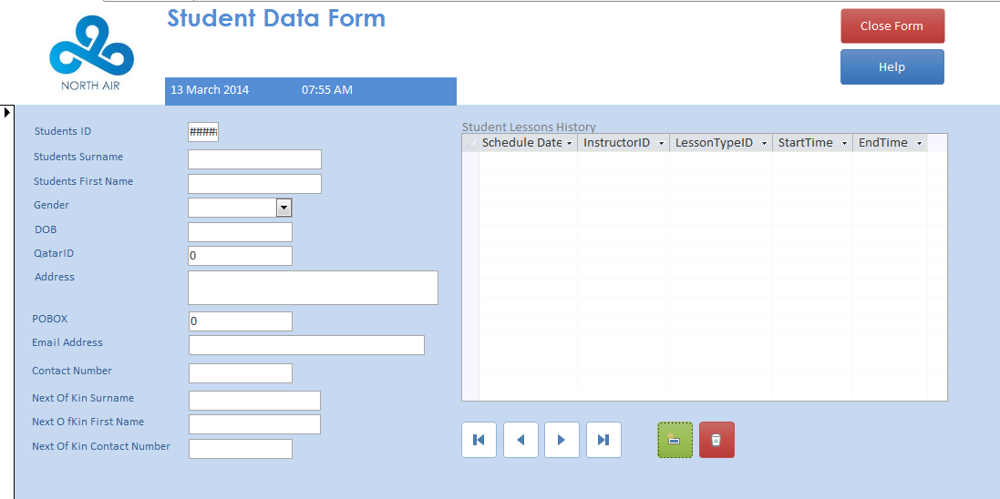 Student Data Form
Close Form
Help
NORTH AIR
13 March 2014 07:55 AM
Students ID #####
Students Surname
Students First Name
Gender
DOB
QatarID 0
Address
POBOX 0
Email Address
Contact Number
Next Of Kin Surname
Next O fKin First Name
Next Of Kin Contact Number
Student Lessons History
Schedule Date InstructorID LessonTypeID StartTime EndTime